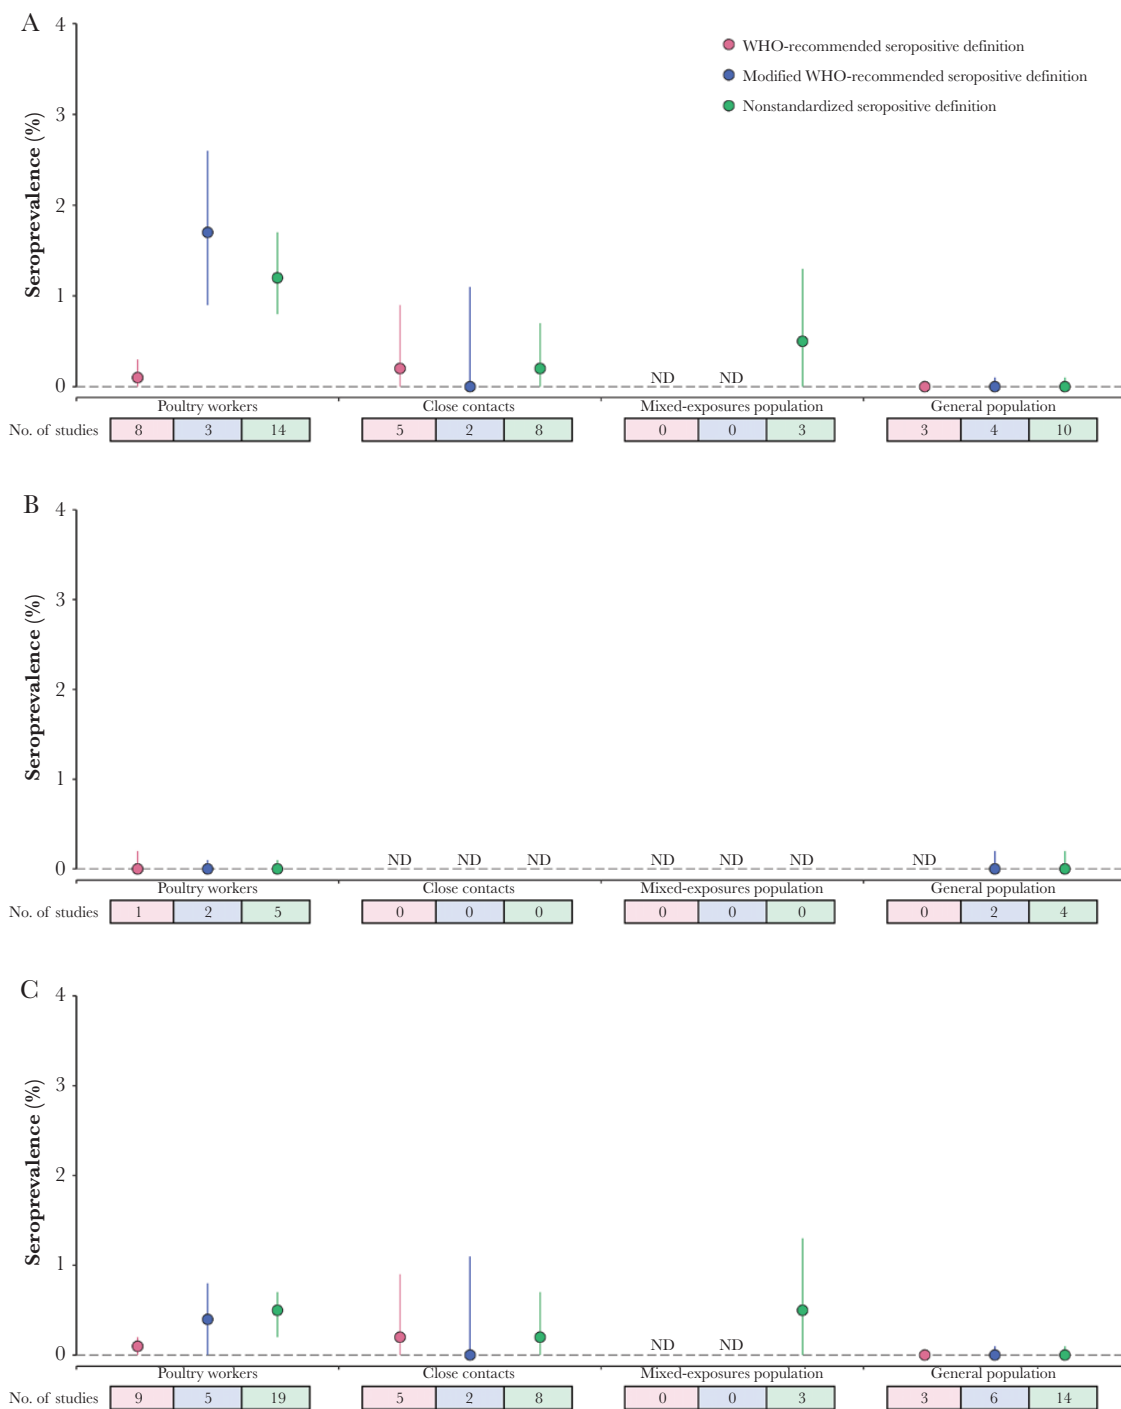 A
4
WHO-recommended seropositive definition
Modified WHO-recommended seropositive definition
Nonstandardized seropositive definition
3
2
1
0
Seroprevalence (%)
ND ND
Poultry workers Close contacts Mixed-exposures population General population
No. of studies 8 3 14 5 2 8 0 0 3 3 4 10
B
4
3
2
1
0
Seroprevalence (%)
ND ND ND ND ND ND ND
Poultry workers Close contacts Mixed-exposures population General population
No. of studies 1 2 5 0 0 0 0 0 0 0 2 4
C
4
3
2
1
0
Seroprevalence (%)
ND ND
Poultry workers Close contacts Mixed-exposures population General population
No. of studies 9 5 19 5 2 8 0 0 3 3 6 14